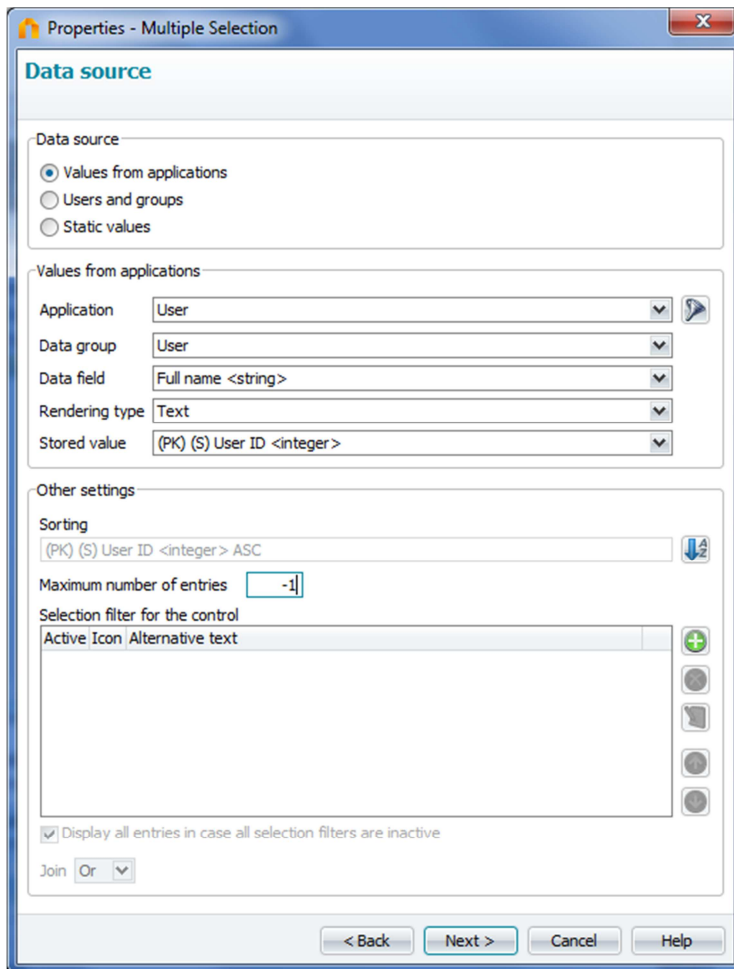 Properties - Multiple Selection
Data source
Data source
Values from applications
Users and groups
Static values
Values from applications
Application User
Data group User
Data field Full name <string>
Rendering type Text
Stored value (PK) (S) User ID <integer>
Other settings
Sorting
(PK) (S) User ID <integer> ASC
Maximum number of entries -1
Selection filter for the control
Active Icon Alternative text
Display all entries in case all selection filters are inactive
Join Or
< Back Next > Cancel Help